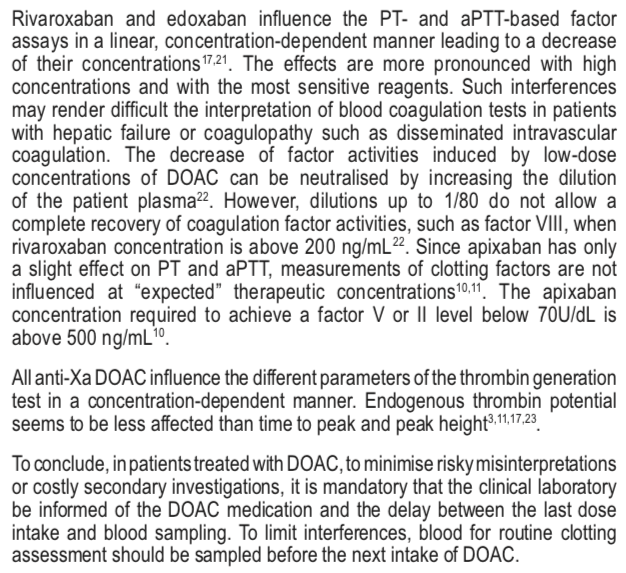 Rivaroxaban and edoxaban influence the PT- and aPTT-based factor
assays in a linear, concentration-dependent manner leading to a decrease
of their concentrations17,21. The effects are more pronounced with high
concentrations and with the most sensitive reagents. Such interferences
may render difficult the interpretation of blood coagulation tests in patients
with hepatic failure or coagulopathy such as disseminated intravascular
coagulation. The decrease of factor activities induced by low-dose
concentrations of DOAC can be neutralised by increasing the dilution
of the patient plasma22. However, dilutions up to 1/80 do not allow a
complete recovery of coagulation factor activities, such as factor VIII, when
rivaroxaban concentration is above 200 ng/mL22. Since apixaban has only
a slight effect on PT and aPTT, measurements of clotting factors are not
influenced at “expected” therapeutic concentrations10,11. The apixaban
concentration required to achieve a factor V or II level below 70U/dL is
above 500 ng/mL10.
All anti-Xa DOAC influence the different parameters of the thrombin generation
test in a concentration-dependent manner. Endogenous thrombin potential
seems to be less affected than time to peak and peak height3,11,17,23.
To conclude, in patients treated with DOAC, to minimise risky misinterpretations
or costly secondary investigations, it is mandatory that the clinical laboratory
be informed of the DOAC medication and the delay between the last dose
intake and blood sampling. To limit interferences, blood for routine clotting
assessment should be sampled before the next intake of DOAC.